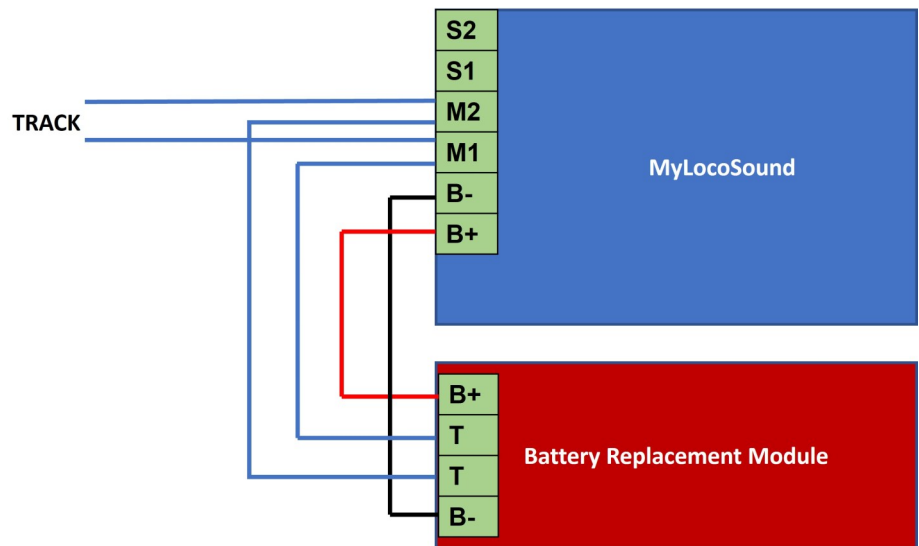 S2
S1
TRACK
M2
M1
MyLocoSound
B-
B+
B+
T
Battery Replacement Module
T
B-